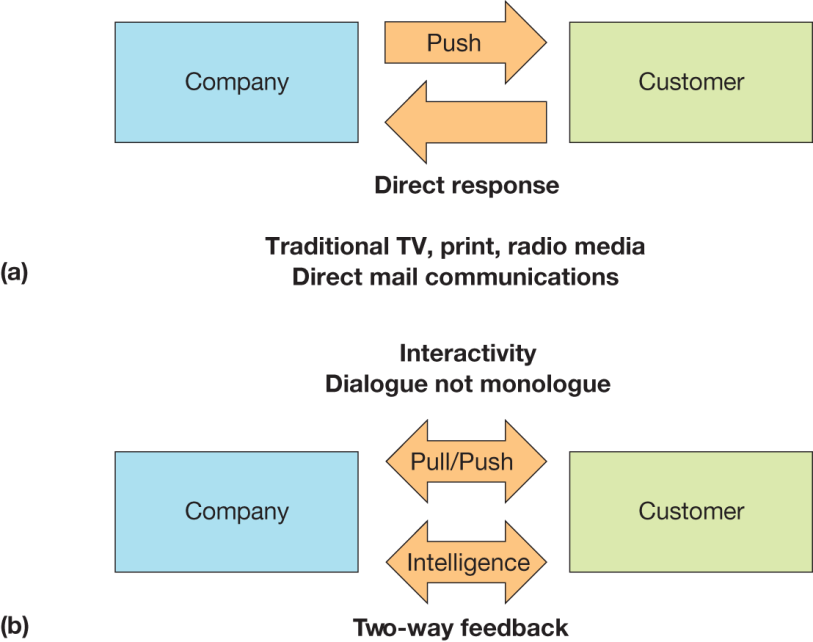 Company
Push
Customer
Direct response
Traditional TV, print, radio media
Direct mail communications
(a)
Interactivity
Dialogue not monologue
Company
Pull/Push
Customer
Intelligence
Two-way feedback
(b)